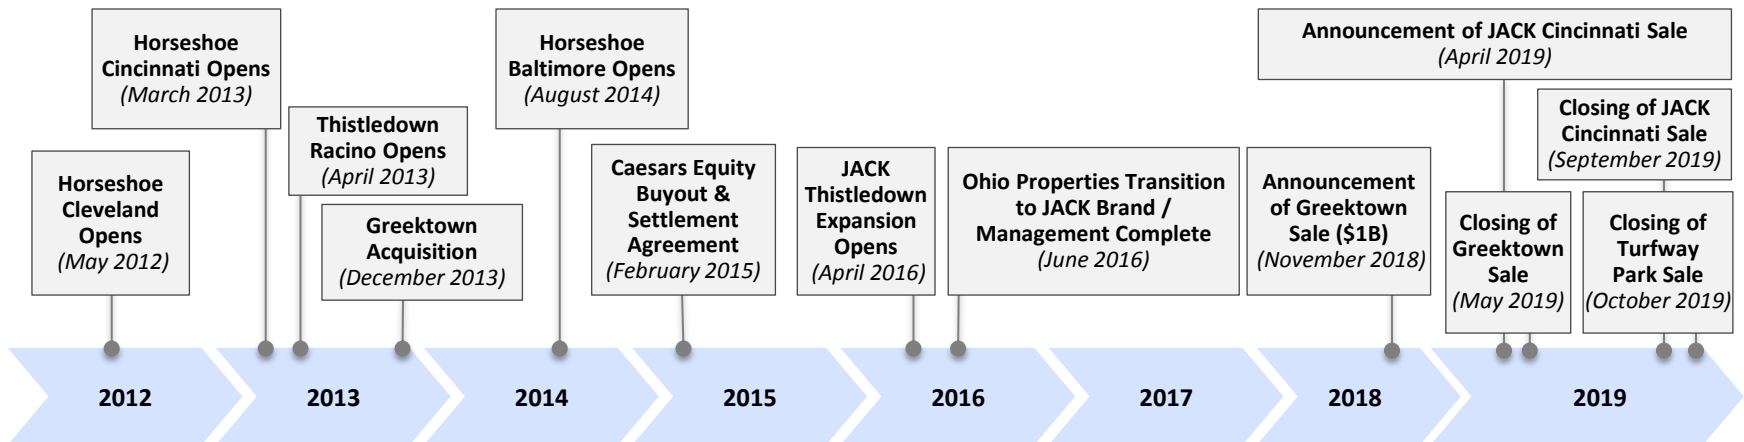 Horseshoe
Cincinnati Opens
(March 2013)
Horseshoe
Baltimore Opens
(August 2014)
Announcement of JACK Cincinnati Sale
(April 2019)
Thistledown
Racino Opens
(April 2013)
Closing of JACK
Cincinnati Sale
(September 2019)
Horseshoe
Cleveland
Opens
(May 2012)
Greektown
Acquisition
(December 2013)
Caesars Equity
Buyout &
Settlement
Agreement
(February 2015)
JACK
Thistledown
Expansion
Opens
(April 2016)
Ohio Properties Transition
to JACK Brand /
Management Complete
(June 2016)
Announcement
of Greektown
Sale ($1B)
(November 2018)
Closing of
Greektown
Sale
(May 2019)
Closing of
Turfway
Park Sale
(October 2019)
2012
2013
2014
2015
2016
2017
2018
2019